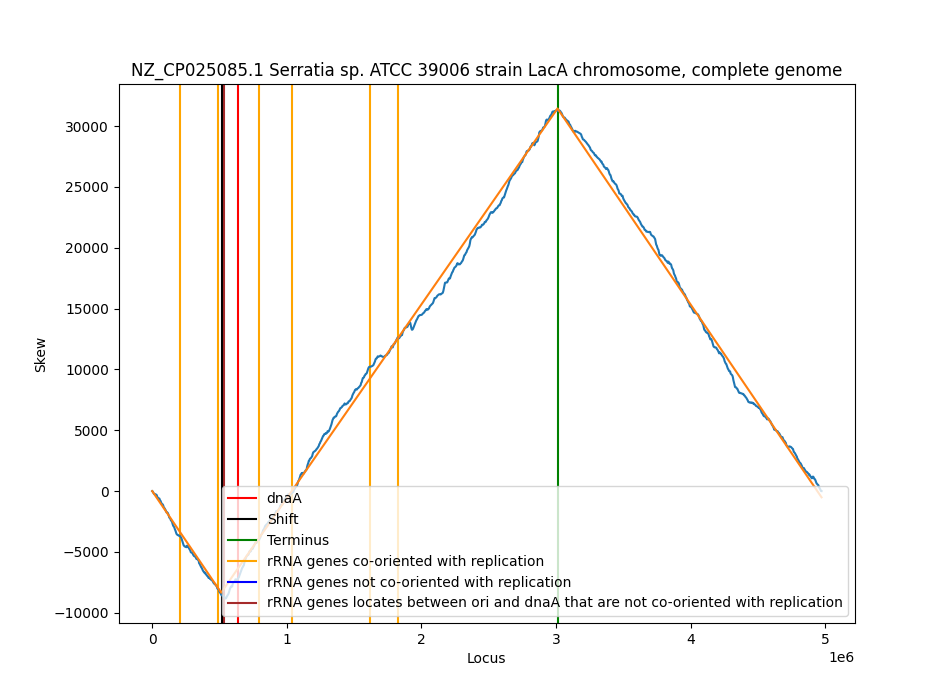 NZ_CP025085.1 Serratia sp. ATCC 39006 strain LacA chromosome, complete genome
30000
25000
20000
15000
10000
5000
0
−5000
−10000
Skew
dnaA
Shift
Terminus
rRNA genes co-oriented with replication
rRNA genes not co-oriented with replication
rRNA genes locates between ori and dnaA that are not co-oriented with replication
0 1 2 3 4 5
1e6
Locus